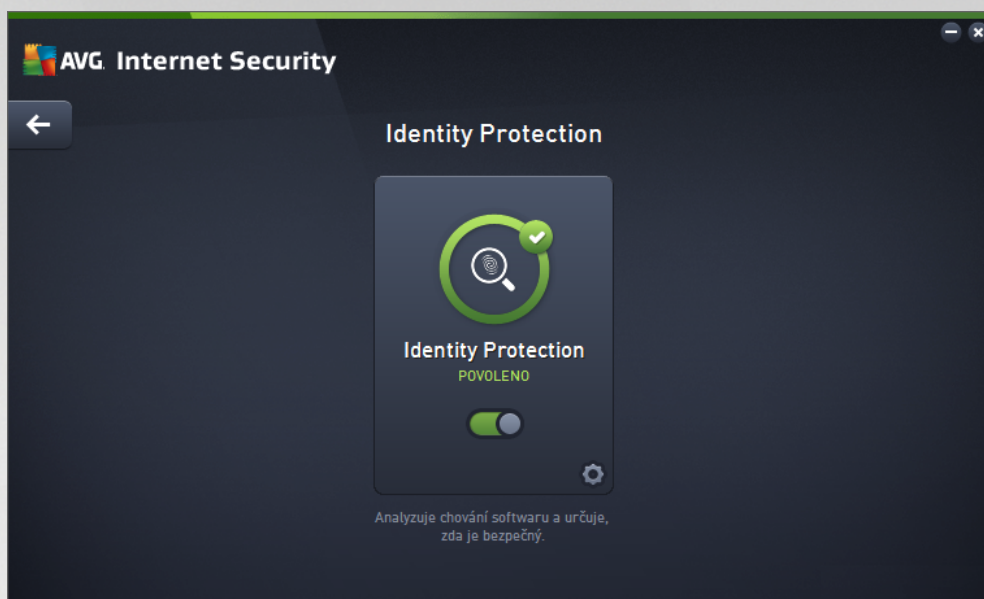 AVG. Internet Security
Identity Protection
Identity Protection
POVOLENO
Analyzuje chování softwaru a určuje,
zda je bezpečný.